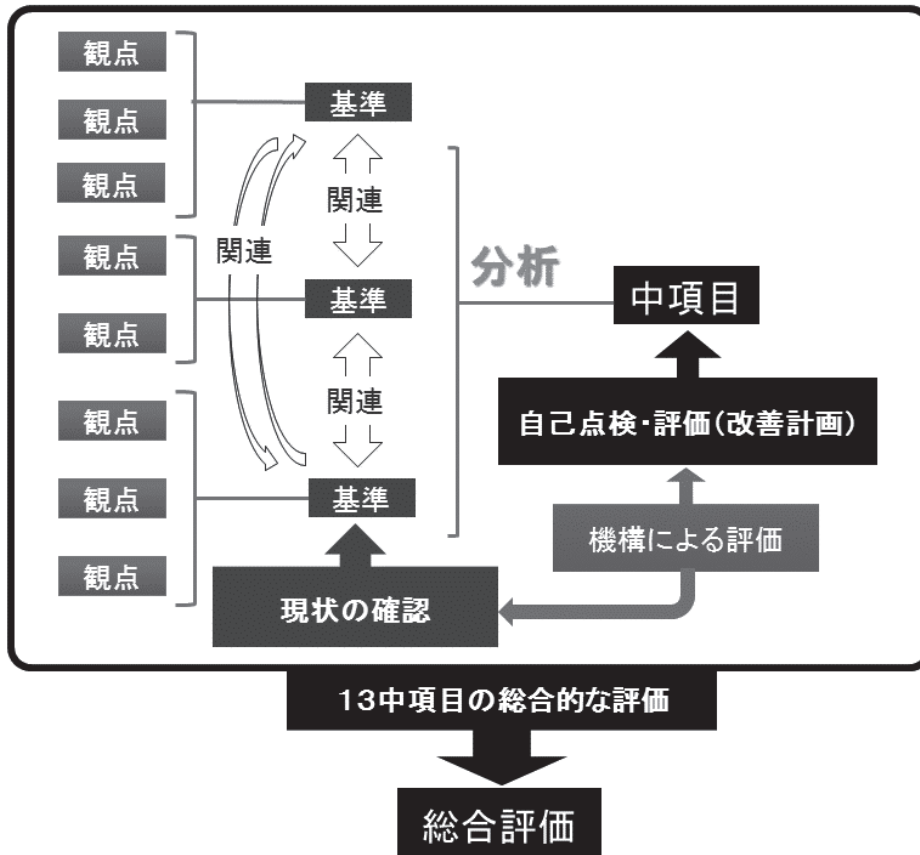 観点
観点
観点
基準
関連
関連
観点
観点
基準
分析
中項目
関連
自己点検・評価(改善計画)
観点
観点
観点
基準
機構による評価
現状の確認
13中項目の総合的な評価
総合評価